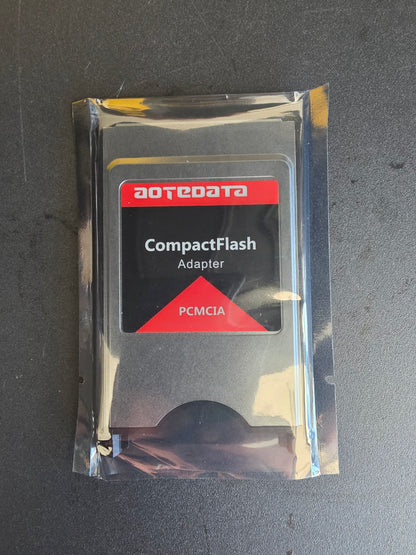 AOTEDATA
CompactFlash
Adapter
PCMCIA